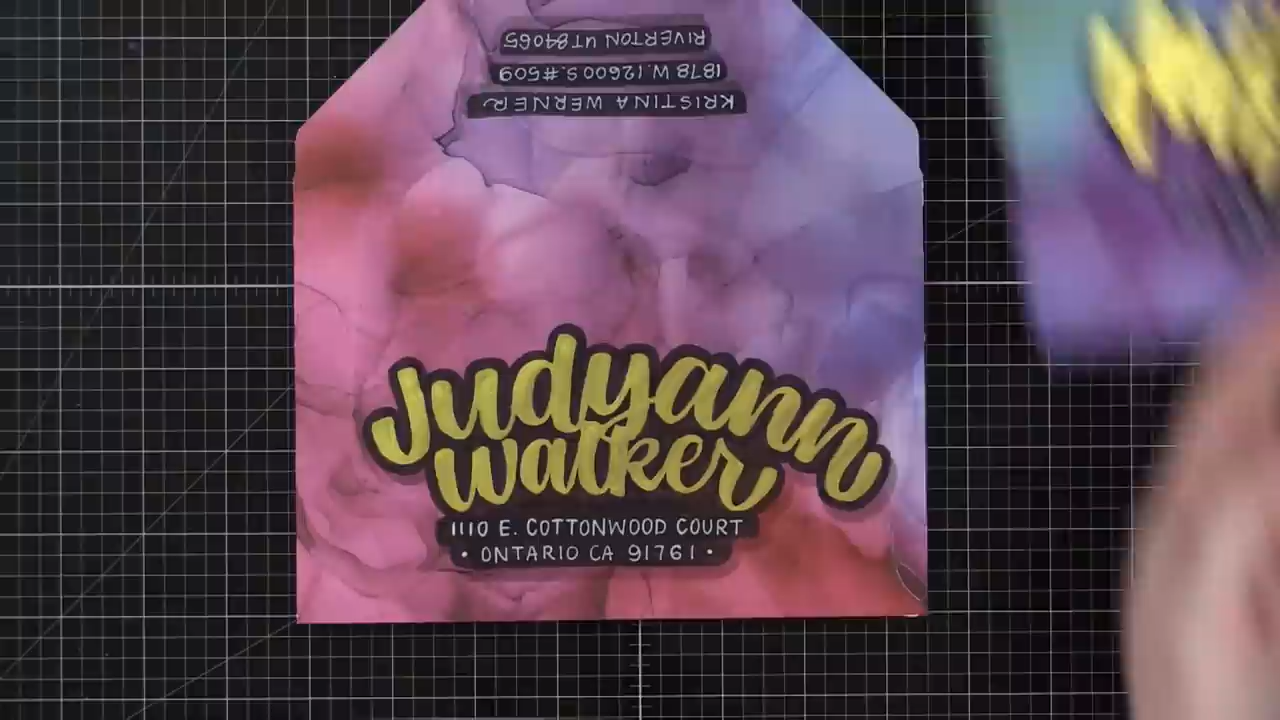 RIVERTON UT 84065
1878 W. 12600 S. #509
KRISTINA WERNER
Judyann
walker
1110 E. COTTONWOOD COURT
• ONTARIO CA 91761 •